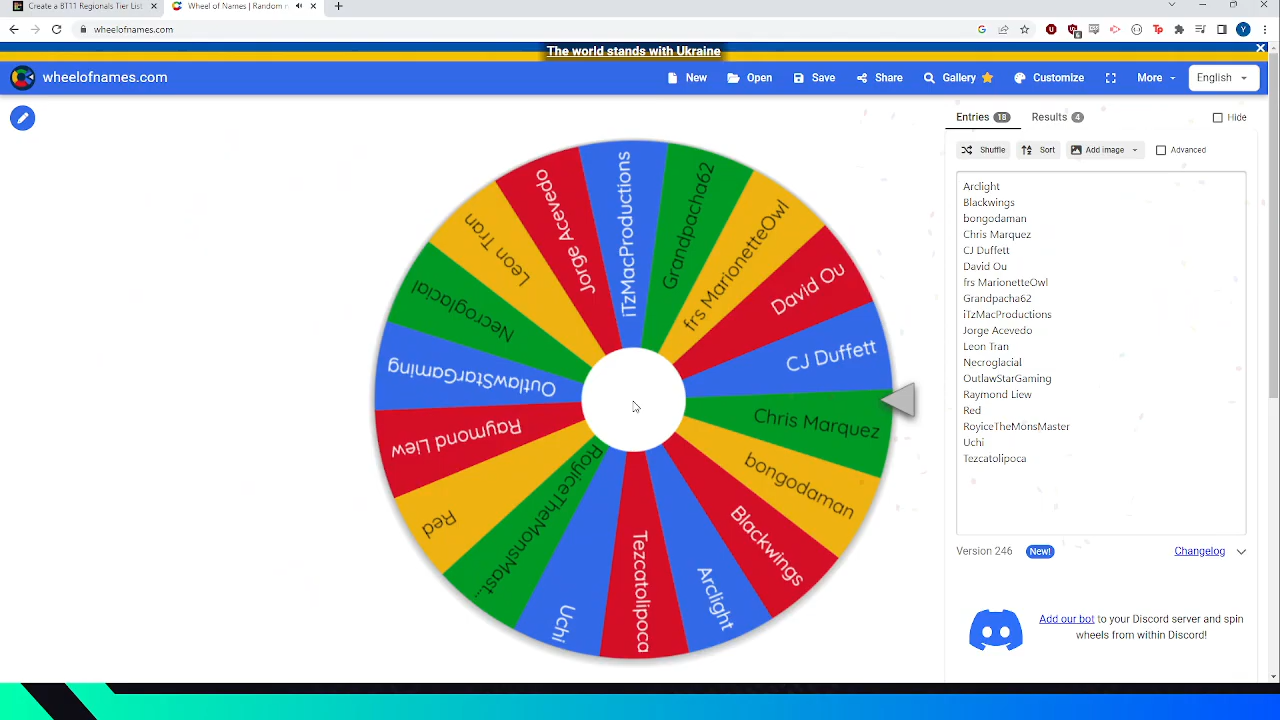 Create a BT11 Regionals Tier List
Wheel of Names | Random n
wheelofnames.com
The world stands with Ukraine
wheelofnames.com
New
Open
Save
Share
Gallery
Customize
More
English
Entries 18
Results 4
Hide
Shuffle
Sort
Add image
Advanced
Arclight
Blackwings
bongodaman
Chris Marquez
CJ Duffett
David Ou
frs MarionetteOwl
Grandpacha62
iTzMacProductions
Jorge Acevedo
Leon Tran
Necroglacial
OutlawStarGaming
Raymond Liew
Red
RoyiceTheMonsMaster
Uchi
Tezcatolipoca
Version 246
New!
Changelog
Add our bot to your Discord server and spin
wheels from within Discord!
iTzMacProductions
Grandpacha62
frs MarionetteOwl
David Ou
CJ Duffett
Chris Marquez
bongodaman
Blackwings
Arclight
Tezcatolipoca
Uchi
RoyiceTheMonsMast...
Red
Raymond Liew
OutlawStarGaming
Necroglacial
Leon Tran
Jorge Acevedo